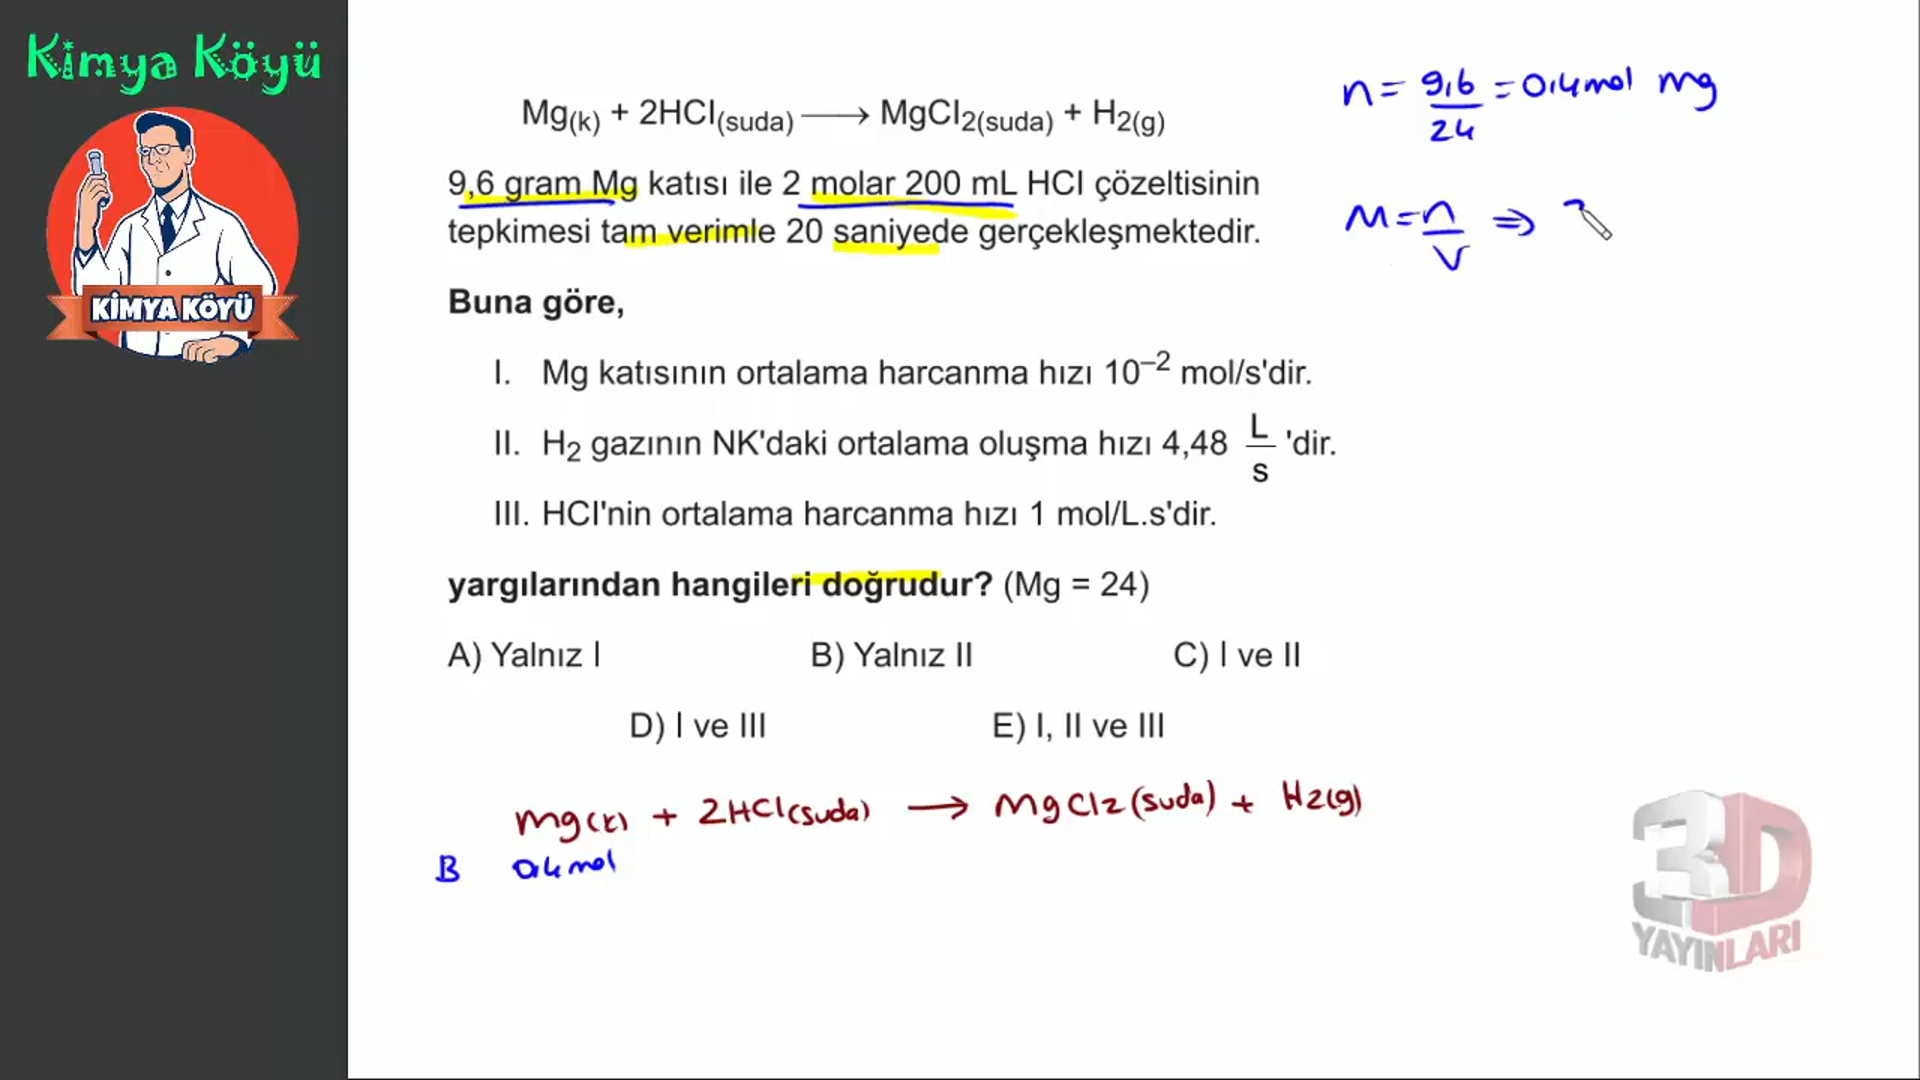 Kimya Köyü
KİMYA KÖYÜ
Mg(k) + 2HCl(suda) ⟶ MgCl2(suda) + H2(g)
9,6 gram Mg katısı ile 2 molar 200 mL HCl çözeltisinin
tepkimesi tam verimle 20 saniyede gerçekleşmektedir.
Buna göre,
I. Mg katısının ortalama harcanma hızı 10⁻² mol/s'dir.
II. H2 gazının NK'daki ortalama oluşma hızı 4,48 L/s 'dir.
III. HCl'nin ortalama harcanma hızı 1 mol/L.s'dir.
yargılarından hangileri doğrudur? (Mg = 24)
A) Yalnız I B) Yalnız II C) I ve II
D) I ve III E) I, II ve III
Mg(k) + 2HCl(suda) → MgCl2(suda) + H2(g)
B 0,4 mol
n = 9,6/24 = 0,4 mol Mg
M = n/V ⇒
3D
YAYINLARI